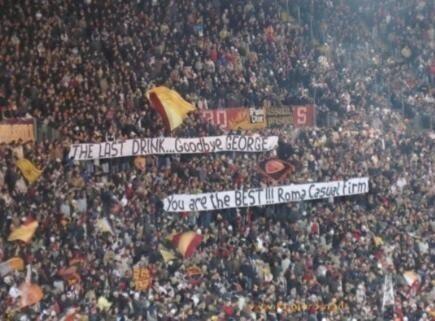 THE LAST DRINK...Goodbye GEORGE..
You are the BEST!!! Roma Casual Firm